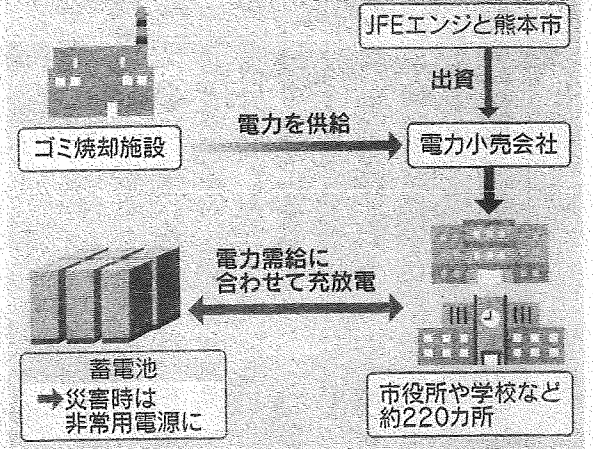 JFEエンジと熊本市
出資
電力を供給
ゴミ焼却施設
電力小売会社
電力需給に
合わせて充放電
蓄電池
➡災害時は
非常用電源に
市役所や学校など
約220カ所